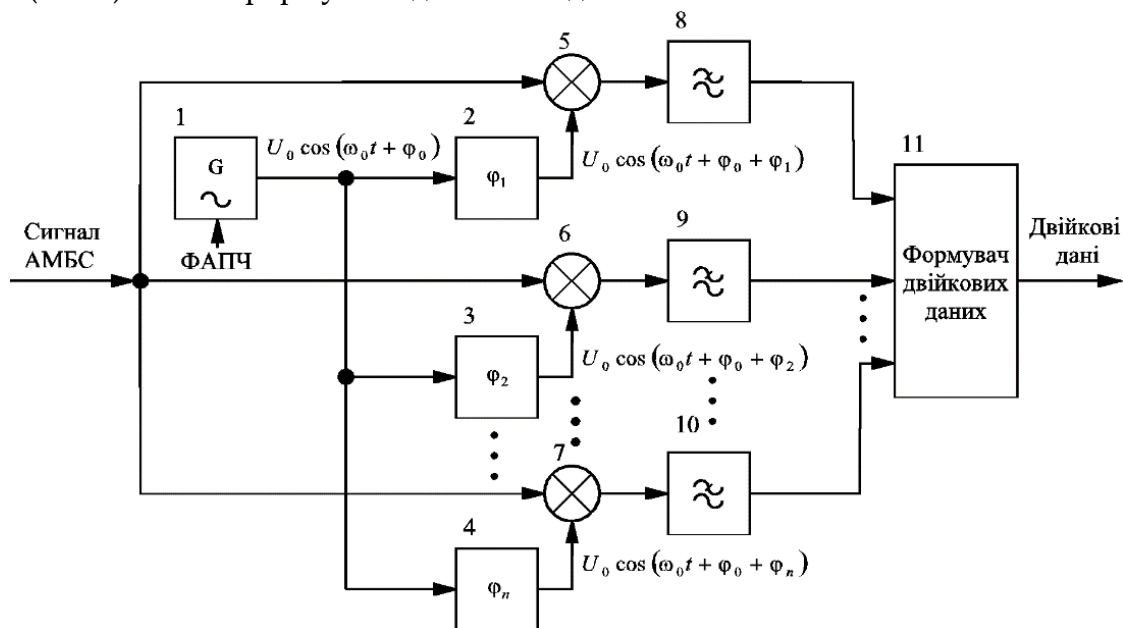 8
5
1
2
11
U₀ cos(ω₀t + φ₀)
G
φ₁
U₀ cos(ω₀t + φ₀ + φ₁)
Сигнал
АМБС
ФАПЧ
6
9
Двійкові
дані
Формувач
двійкових
даних
3
φ₂
U₀ cos(ω₀t + φ₀ + φ₂)
10
7
4
φₙ
U₀ cos(ω₀t + φ₀ + φₙ)